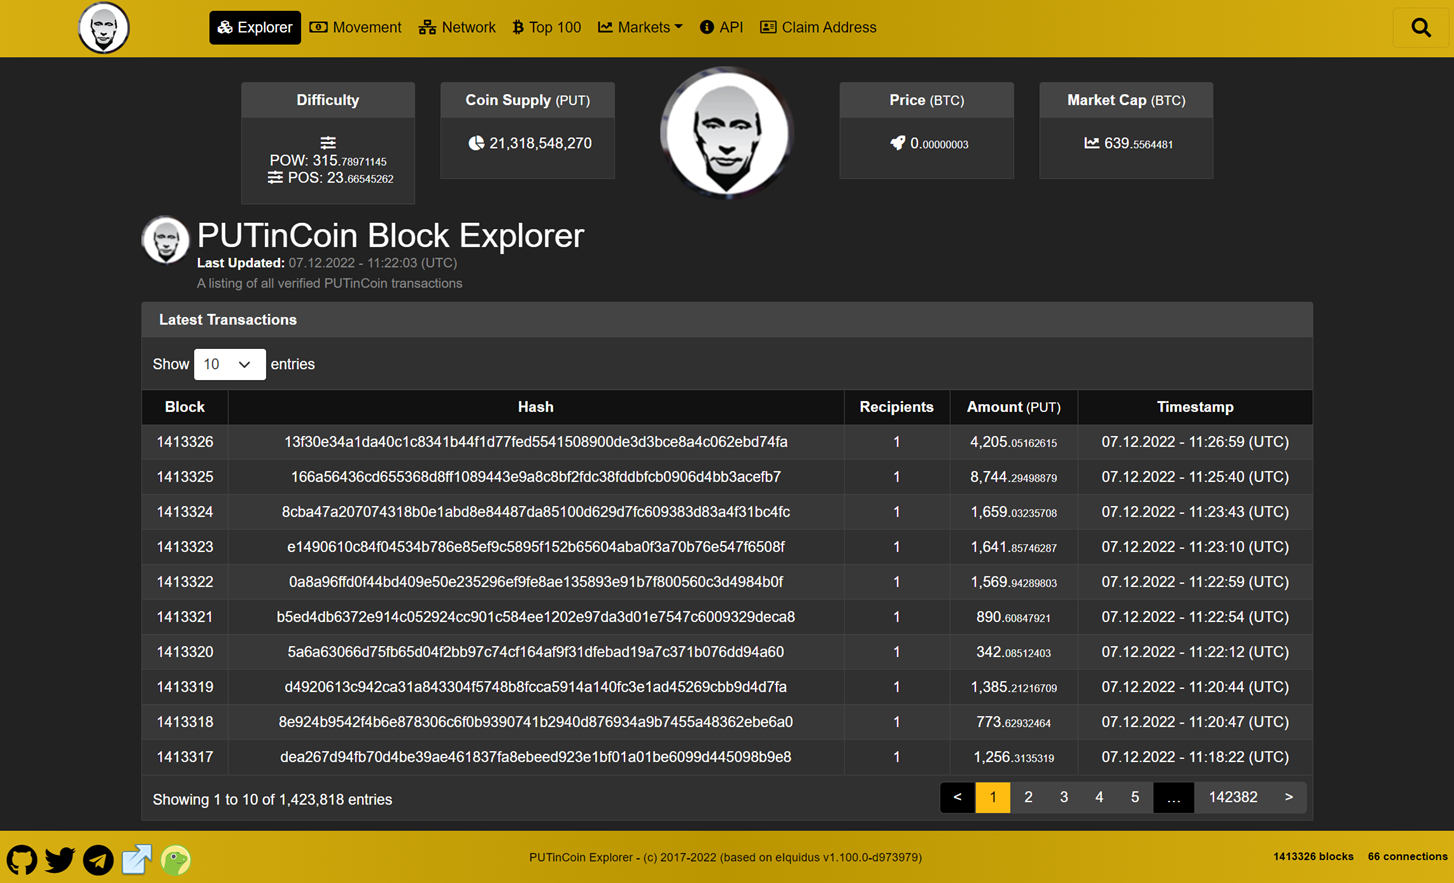 Explorer Movement Network Top 100 Markets API Claim Address
Difficulty
POW: 315.78971145
POS: 23.66545262
Coin Supply (PUT)
21,318,548,270
Price (BTC)
0.00000003
Market Cap (BTC)
639.5564481
PUTinCoin Block Explorer
Last Updated: 07.12.2022 - 11:22:03 (UTC)
A listing of all verified PUTinCoin transactions
Latest Transactions
Show 10 entries
Block Hash Recipients Amount (PUT) Timestamp
1413326 13f30e34a1da40c1c8341b44f1d77fed5541508900de3d3bce8a4c062ebd74fa 1 4,205.05162615 07.12.2022 - 11:26:59 (UTC)
1413325 166a56436cd655368d8ff1089443e9a8c8bf2fdc38fddbfcb0906d4bb3acefb7 1 8,744.29498879 07.12.2022 - 11:25:40 (UTC)
1413324 8cba47a207074318b0e1abd8e84487da85100d629d7fc609383d83a4f31bc4fc 1 1,659.03235708 07.12.2022 - 11:23:43 (UTC)
1413323 e1490610c84f04534b786e85ef9c5895f152b65604aba0f3a70b76e547f6508f 1 1,641.85746287 07.12.2022 - 11:23:10 (UTC)
1413322 0a8a96ffd0f44bd409e50e235296ef9fe8ae135893e91b7f800560c3d4984b0f 1 1,569.94289803 07.12.2022 - 11:22:59 (UTC)
1413321 b5ed4db6372e914c052924cc901c584ee1202e97da3d01e7547c6009329deca8 1 890.60847921 07.12.2022 - 11:22:54 (UTC)
1413320 5a6a63066d75fb65d04f2bb97c74cf164af9f31dfebad19a7c371b076dd94a60 1 342.08512403 07.12.2022 - 11:22:12 (UTC)
1413319 d4920613c942ca31a843304f5748b8fcca5914a140fc3e1ad45269cbb9d4d7fa 1 1,385.21216709 07.12.2022 - 11:20:44 (UTC)
1413318 8e924b9542f4b6e878306c6f0b9390741b2940d876934a9b7455a48362ebe6a0 1 773.62932464 07.12.2022 - 11:20:47 (UTC)
1413317 dea267d94fb70d4be39ae461837fa8ebeed923e1bf01a01be6099d445098b9e8 1 1,256.3135319 07.12.2022 - 11:18:22 (UTC)
Showing 1 to 10 of 1,423,818 entries < 1 2 3 4 5 ... 142382 >
PUTinCoin Explorer - (c) 2017-2022 (based on eIquidus v1.100.0-d973979) 1413326 blocks 66 connections